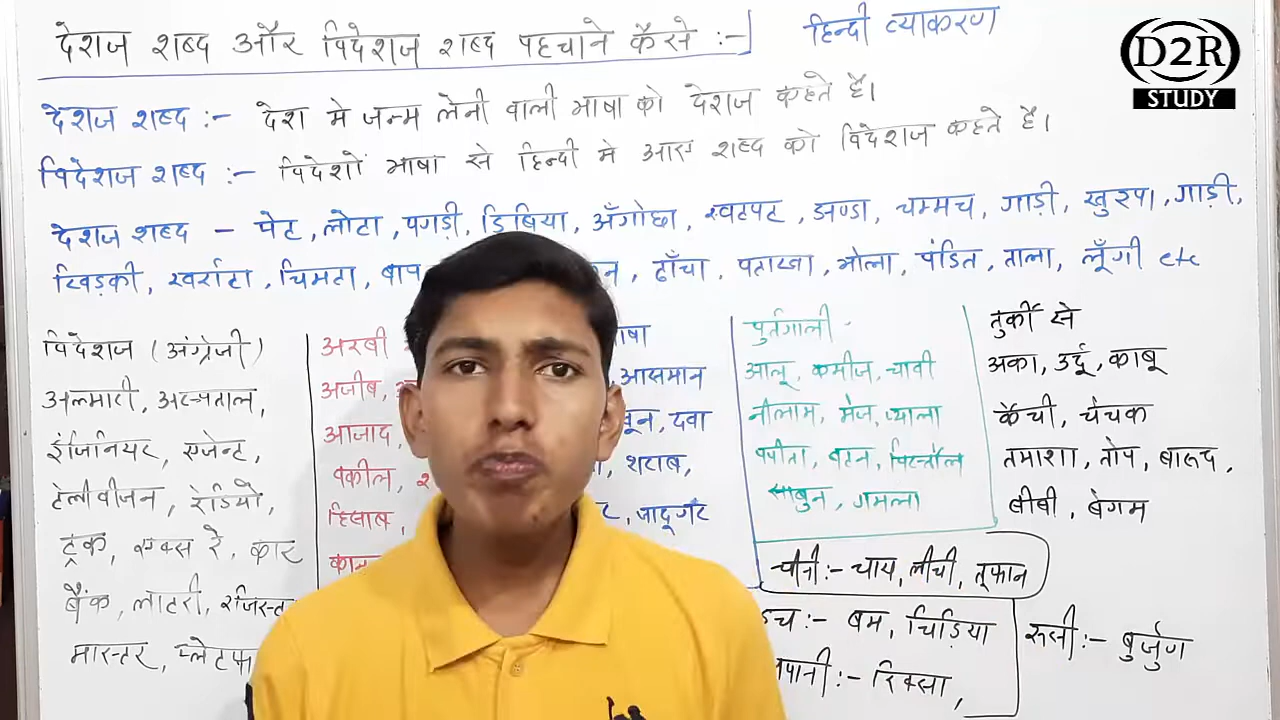 देशज शब्द और विदेशज शब्द पहचाने कैसे :-
हिन्दी व्याकरण
D2R
STUDY
देशज शब्द :- देश मे जन्म लेनी वाली भाषा को देशज कहते है।
विदेशज शब्द :- विदेशों भाषा से हिन्दी मे आए शब्द को विदेशज कहते है।
देशज शब्द - पेट, लोटा, पगड़ी, डिबिया, अँगोछा, खटपट, झण्डा, चम्मच, गाड़ी, खुरपा, गाड़ी,
खिड़की, खर्राटा, चिमटा, बाप ढाँचा, पटाखा, भोला, पंडित, ताला, लूँगी etc
विदेशज (अंग्रेजी)
अलमारी, अस्पताल,
इंजिनियर, एजेन्ट,
टेलीवीजन, रेडियो,
ट्रक, एक्स रे, कार
बैंक, लाटरी, रजिस्ट
मास्टर, प्लेटफा
अरबी
अजीब,
आजाद,
वकील,
हिसाब,
आसमान
दवा
शराब,
जादूगर
पुर्तगाली
आलू, कमीज, चावी
नीलाम, मेज, प्याला
पपीता, बटन, पिस्तौल
साबुन, गमला
तुर्की से
अका, उर्दू, काबू
कैंची, चेचक
तमाशा, तोप, बारूद,
बीबी, बेगम
चीनी :- चाय, लीची, तूफान
डच :- बम, चिड़िया
पानी :- रिक्सा,
रूसी :- बुर्जुग